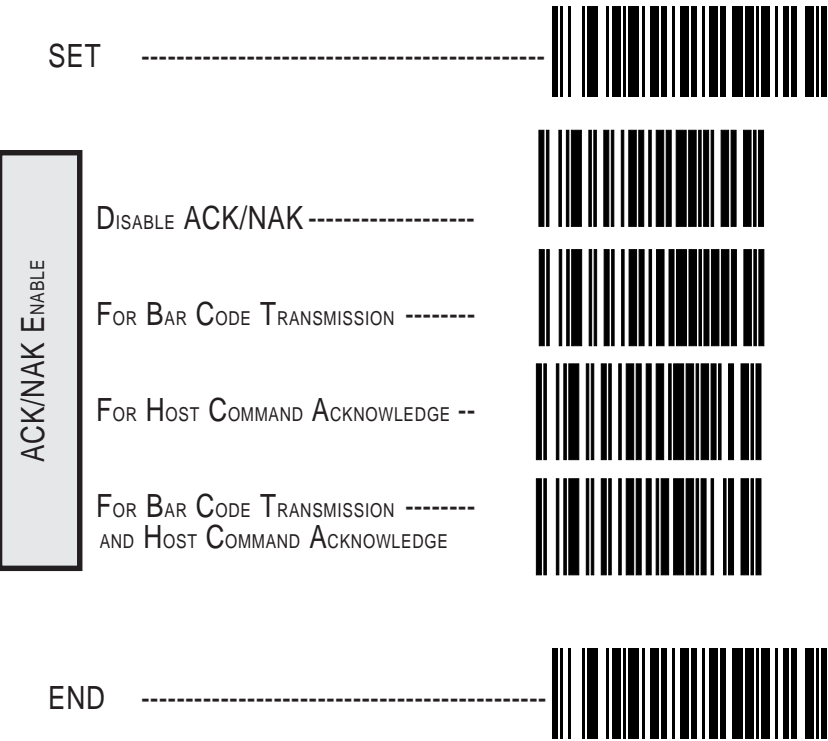 SET ----------------------------------------------
ACK/NAK ENABLE
DISABLE ACK/NAK -------------------
FOR BAR CODE TRANSMISSION --------
FOR HOST COMMAND ACKNOWLEDGE --
FOR BAR CODE TRANSMISSION --------
AND HOST COMMAND ACKNOWLEDGE
END ----------------------------------------------